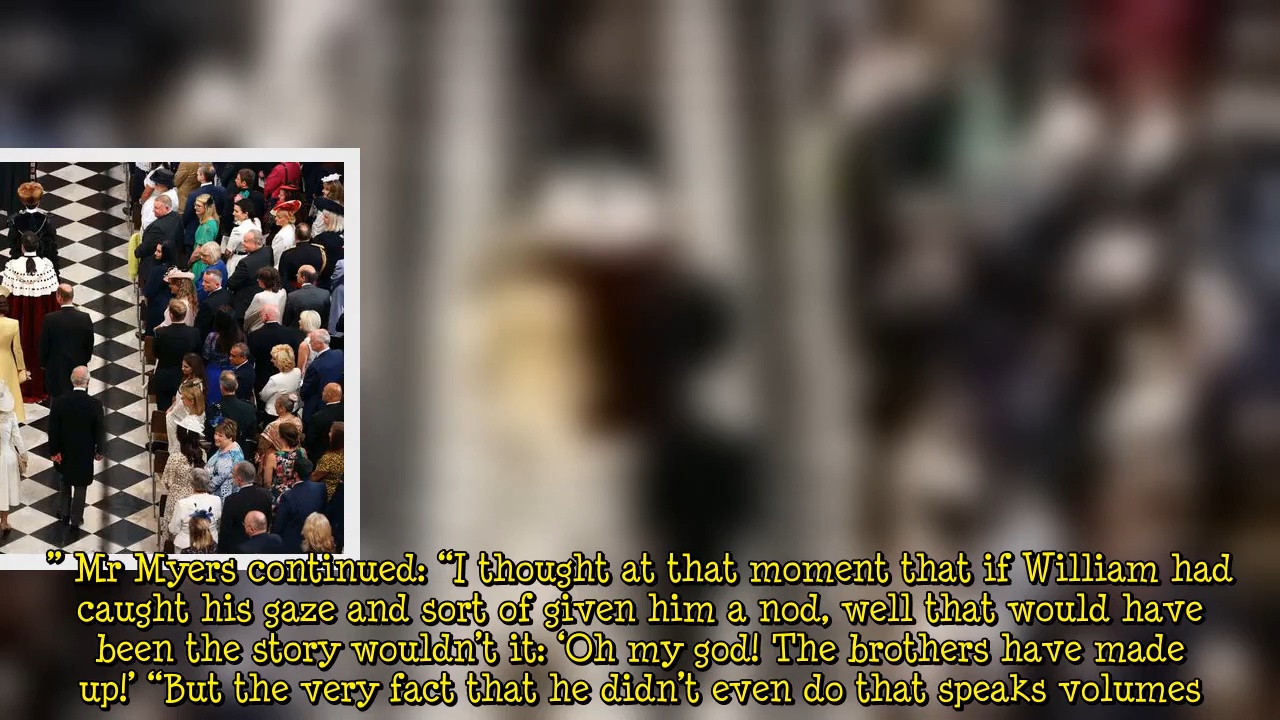 ” Mr Myers continued: “I thought at that moment that if William had
caught his gaze and sort of given him a nod, well that would have
been the story wouldn’t it: ‘Oh my god! The brothers have made
up!’ “But the very fact that he didn’t even do that speaks volumes